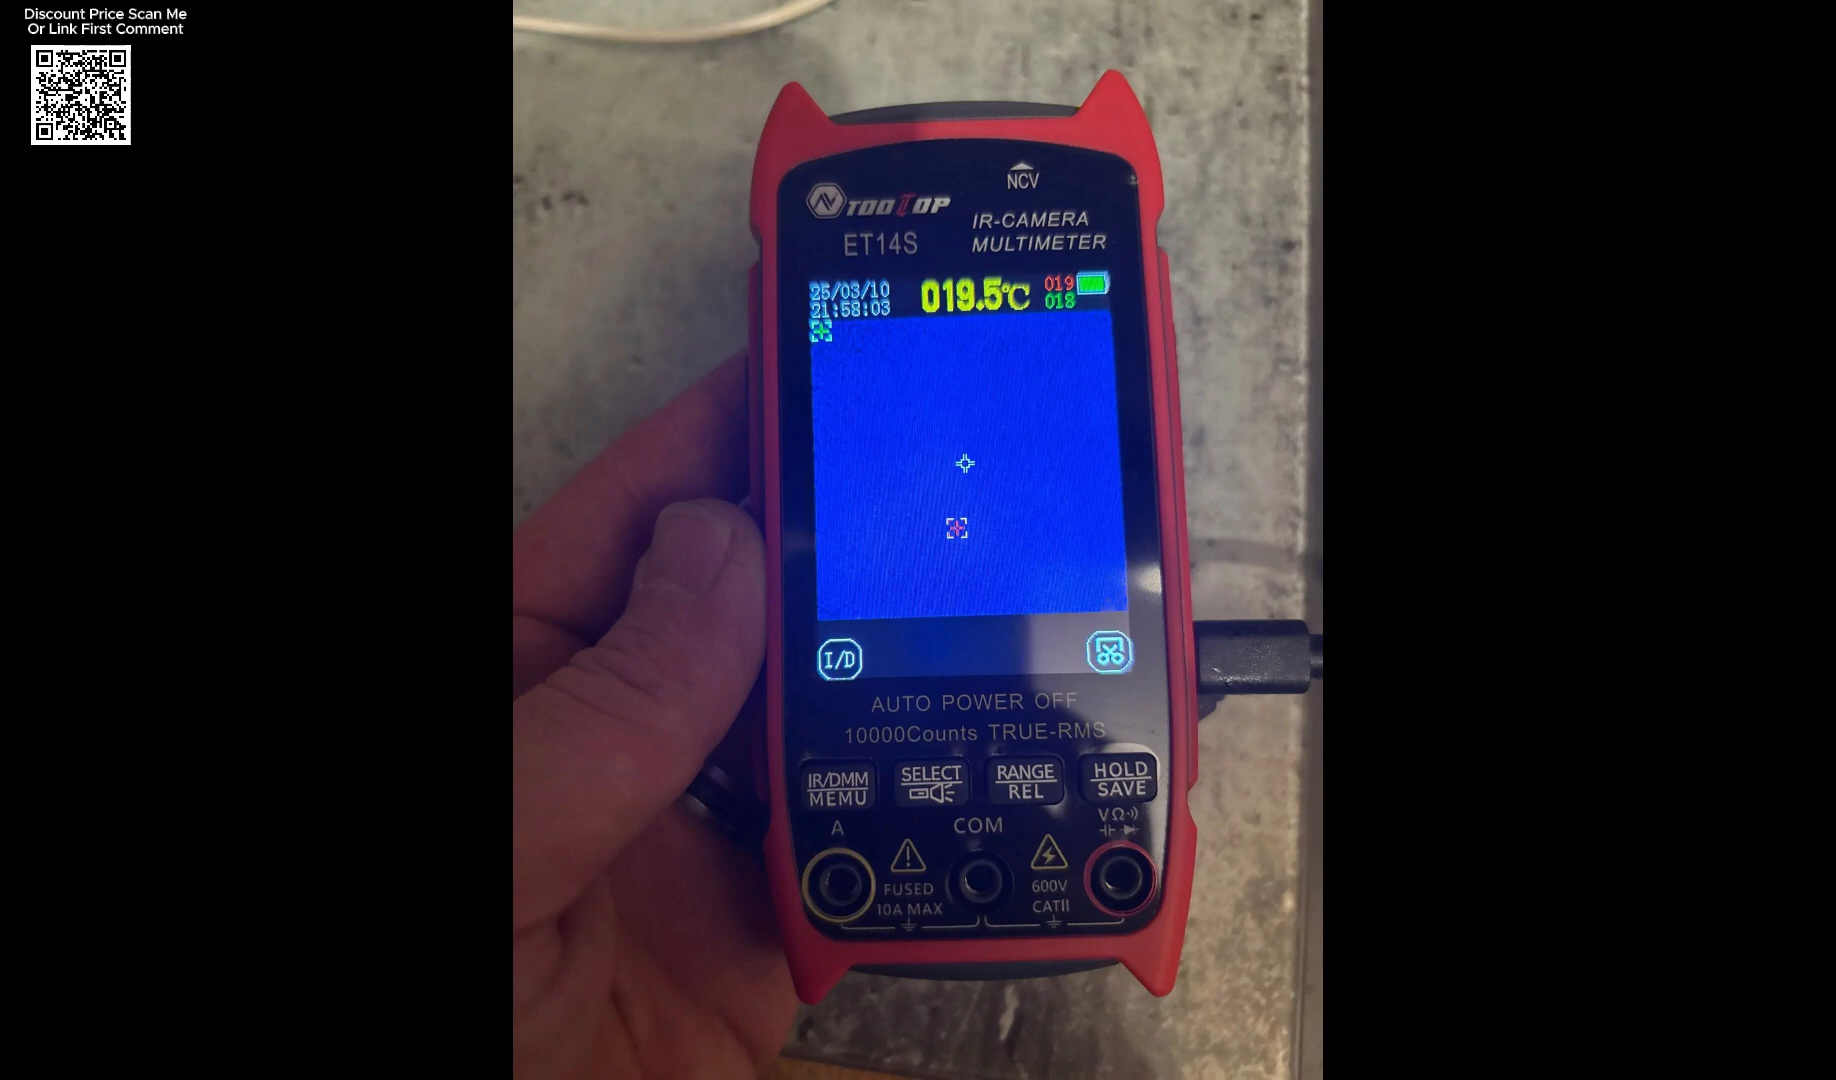 Discount Price Scan Me
Or Link First Comment
NCV
TOOLTOP
IR-CAMERA
MULTIMETER
ET14S
25/03/10
21:58:03
019.5°C
019
018
I/D
AUTO POWER OFF
10000Counts TRUE-RMS
IR/DMM
MEMU
SELECT
RANGE
REL
HOLD
SAVE
A
COM
VΩ
FUSED
10A MAX
600V
CATII